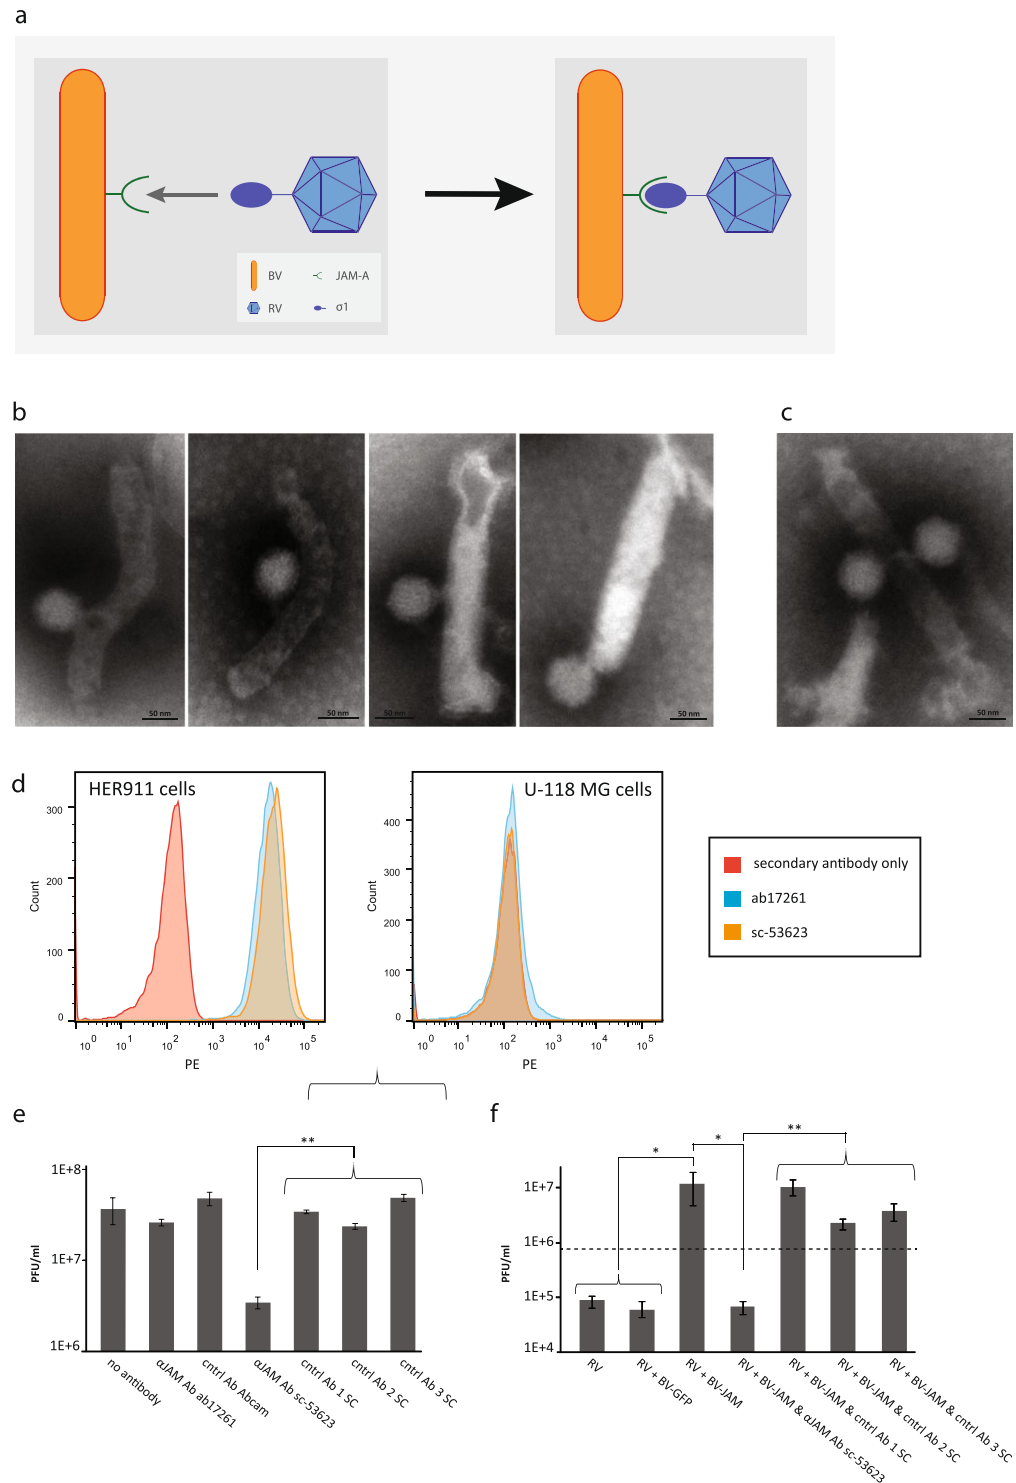 a
BV
JAM-A
RV
σ1
b
c
50 nm
50 nm
50 nm
50 nm
50 nm
d
HER911 cells
300
200
100
0
Count
10^0 10^1 10^2 10^3 10^4 10^5
PE
U-118 MG cells
400
300
200
100
0
Count
10^0 10^1 10^2 10^3 10^4 10^5
PE
secondary antibody only
ab17261
sc-53623
e
**
1E+8
1E+7
1E+6
PFU/ml
no antibody
αJAM Ab ab17261
cntrl Ab Abcam
αJAM Ab sc-53623
cntrl Ab 1 SC
cntrl Ab 2 SC
cntrl Ab 3 SC
f
*
*
**
1E+7
1E+6
1E+5
1E+4
PFU/ml
RV
RV + BV-GFP
RV + BV-JAM
RV + BV-JAM & αJAM Ab sc-53623
RV + BV-JAM & cntrl Ab 1 SC
RV + BV-JAM & cntrl Ab 2 SC
RV + BV-JAM & cntrl Ab 3 SC